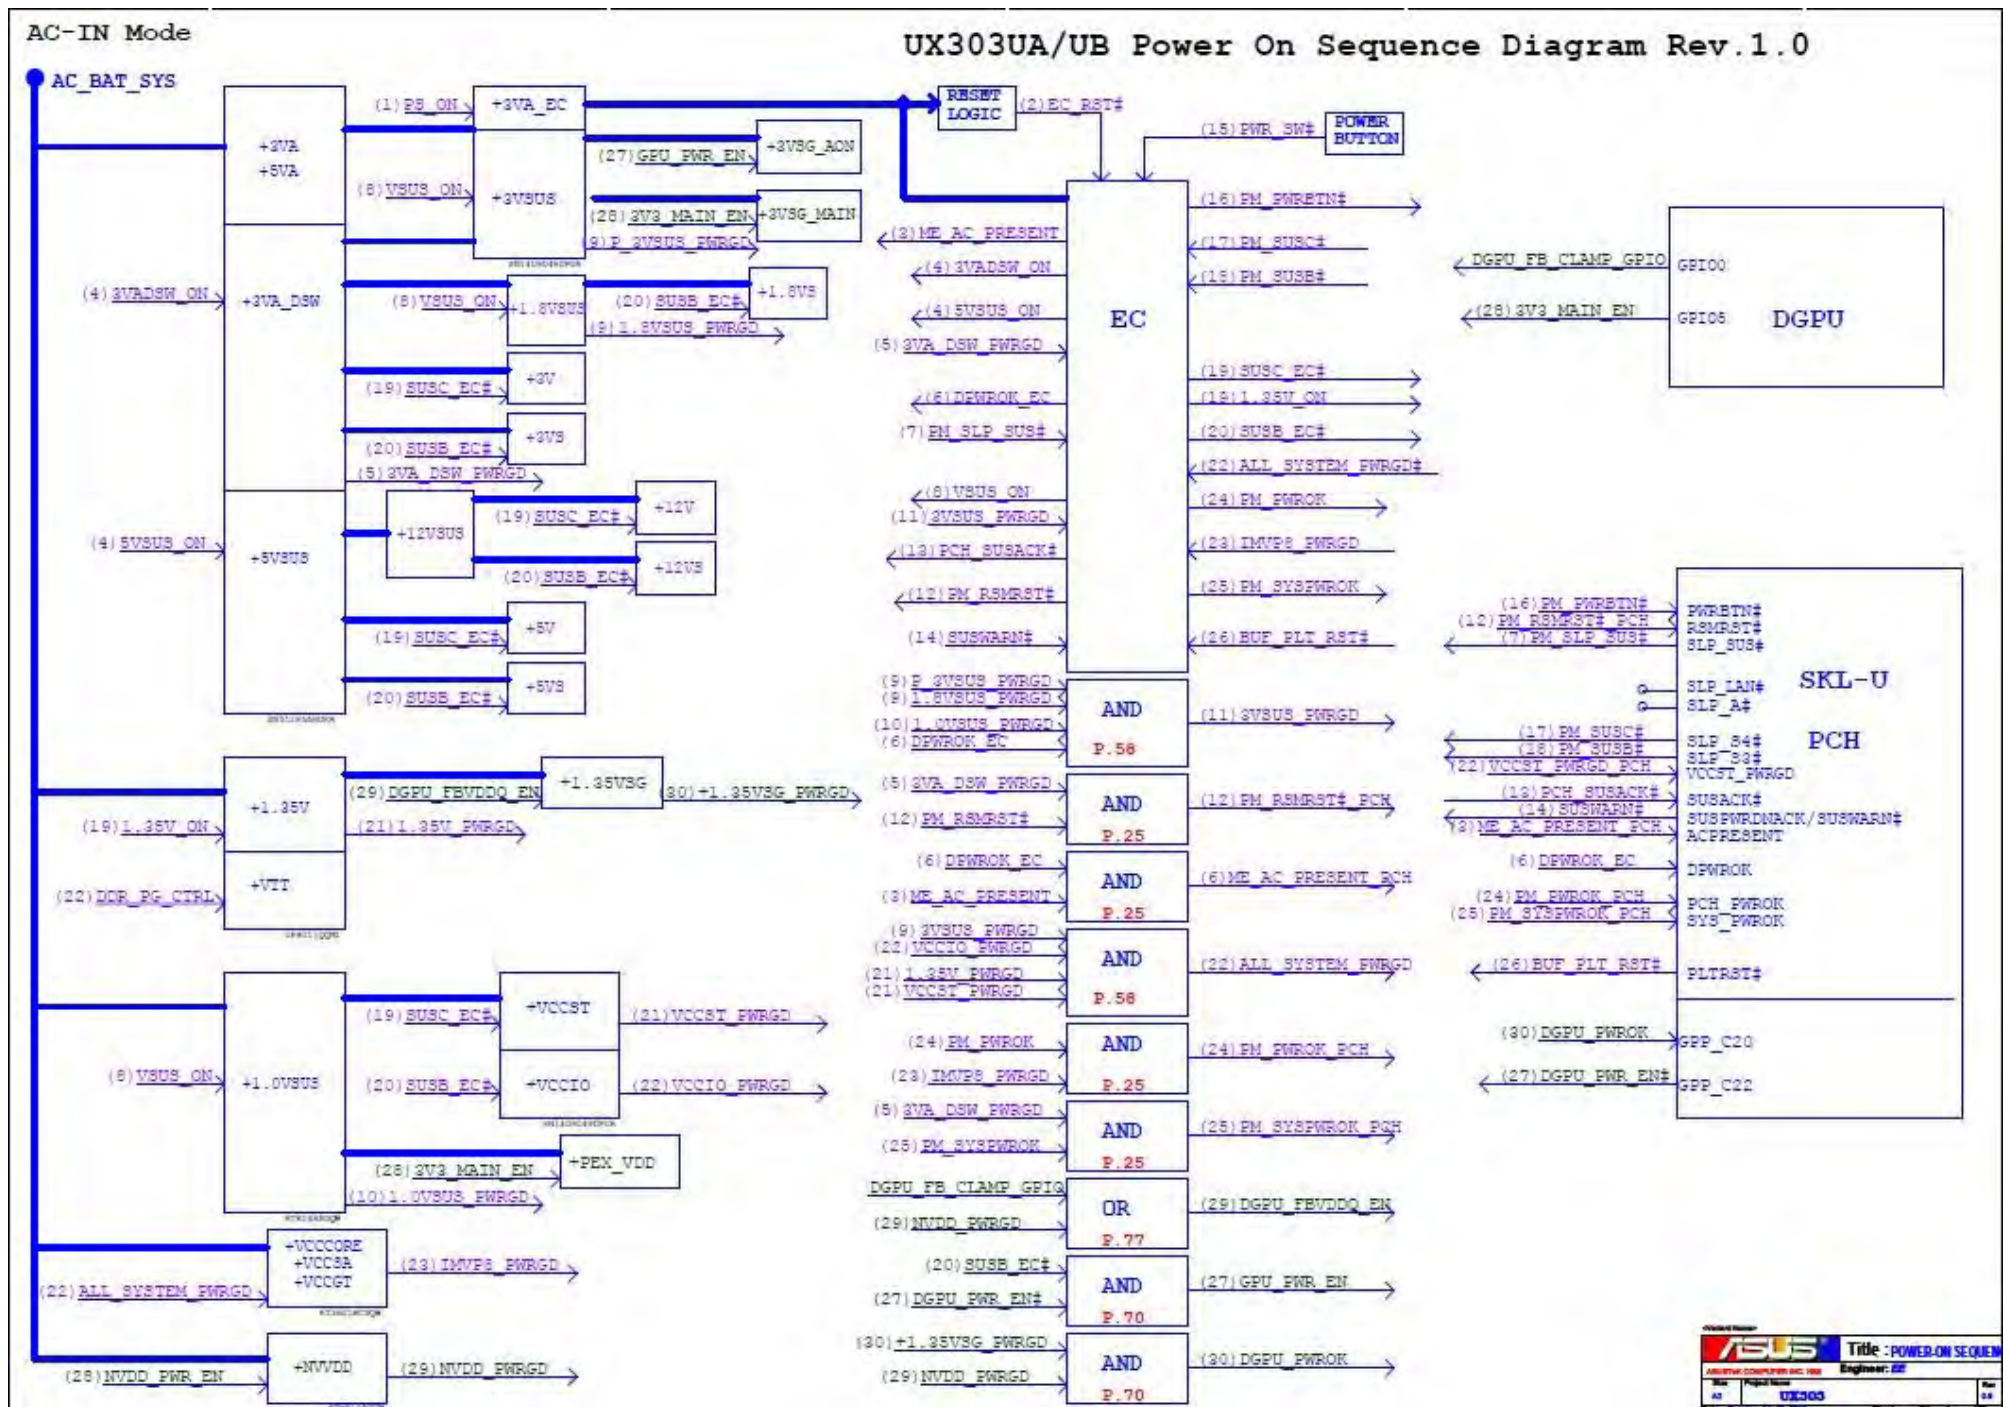 AC-IN Mode
UX303UA/UB Power On Sequence Diagram Rev.1.0
AC_BAT_SYS
+3VA
+5VA
(1)PS_ON
+3VA_EC
(8)VSUS_ON
+3VSUS
(27)GPU_PWR_EN
+3VSG_AON
(28)3V3_MAIN_EN
+3VSG_MAIN
(9)P_3VSUS_PWRGD
(4)3VADSW_ON
+3VA_DSW
(8)VSUS_ON
+1.8VSUS
(20)SUSB_EC#
+1.8VS
(9)1.8VSUS_PWRGD
(19)SUSC_EC#
+3V
(20)SUSB_EC#
+3VS
(5)3VA_DSW_PWRGD
(4)5VSUS_ON
+5VSUS
+12VSUS
(19)SUSC_EC#
+12V
(20)SUSB_EC#
+12VS
(19)SUSC_EC#
+5V
(20)SUSB_EC#
+5VS
+1.35V
(19)1.35V_ON
(29)DGPU_FBVDDQ_EN
+1.35VSG
(30)+1.35VSG_PWRGD
(21)1.35V_PWRGD
+VTT
(22)DDR_PG_CTRL
(8)VSUS_ON
+1.0VSUS
(19)SUSC_EC#
+VCCST
(21)VCCST_PWRGD
(20)SUSB_EC#
+VCCIO
(22)VCCIO_PWRGD
(28)3V3_MAIN_EN
+PEX_VDD
(10)1.0VSUS_PWRGD
+VCCCORE
+VCCSA
+VCCGT
(22)ALL_SYSTEM_PWRGD
(23)IMVP8_PWRGD
(28)NVDD_PWR_EN
+NVVDD
(29)NVDD_PWRGD
RESET
LOGIC
(2)EC_RST#
(15)PWR_SW#
POWER
BUTTON
EC
(3)ME_AC_PRESENT
(4)3VADSW_ON
(4)5VSUS_ON
(5)3VA_DSW_PWRGD
(6)DPWROK_EC
(7)PM_SLP_SUS#
(8)VSUS_ON
(11)3VSUS_PWRGD
(13)PCH_SUSACK#
(12)PM_RSMRST#
(14)SUSWARN#
(16)PM_PWRBTN#
(17)PM_SUSC#
(18)PM_SUSB#
(19)SUSC_EC#
(19)1.35V_ON
(20)SUSB_EC#
(22)ALL_SYSTEM_PWRGD#
(24)PM_PWROK
(23)IMVP8_PWRGD
(25)PM_SYSPWROK
(26)BUF_PLT_RST#
(9)P_3VSUS_PWRGD
(9)1.8VSUS_PWRGD
(10)1.0VSUS_PWRGD
(6)DPWROK_EC
AND
P.58
(11)3VSUS_PWRGD
(5)3VA_DSW_PWRGD
(12)PM_RSMRST#
AND
P.25
(12)PM_RSMRST#_PCH
(6)DPWROK_EC
(3)ME_AC_PRESENT
AND
P.25
(6)ME_AC_PRESENT_PCH
(9)3VSUS_PWRGD
(22)VCCIO_PWRGD
(21)1.35V_PWRGD
(21)VCCST_PWRGD
AND
P.58
(22)ALL_SYSTEM_PWRGD
(24)PM_PWROK
(23)IMVP8_PWRGD
AND
P.25
(24)PM_PWROK_PCH
(5)3VA_DSW_PWRGD
(25)PM_SYSPWROK
AND
P.25
(25)PM_SYSPWROK_PCH
DGPU_FB_CLAMP_GPIO
(29)NVDD_PWRGD
OR
P.77
(29)DGPU_FBVDDQ_EN
(20)SUSB_EC#
(27)DGPU_PWR_EN#
AND
P.70
(27)GPU_PWR_EN
(30)+1.35VSG_PWRGD
(29)NVDD_PWRGD
AND
P.70
(30)DGPU_PWROK
DGPU_FB_CLAMP_GPIO
GPIO0
(28)3V3_MAIN_EN
GPIO5
DGPU
SKL-U
PCH
(16)PM_PWRBTN#
PWRBTN#
(12)PM_RSMRST#_PCH
RSMRST#
(7)PM_SLP_SUS#
SLP_SUS#
SLP_LAN#
SLP_A#
(17)PM_SUSC#
SLP_S4#
(18)PM_SUSB#
SLP_S3#
(22)VCCST_PWRGD_PCH
VCCST_PWRGD
(13)PCH_SUSACK#
SUSACK#
(14)SUSWARN#
SUSPWRDNACK/SUSWARN#
(3)ME_AC_PRESENT_PCH
ACPRESENT
(6)DPWROK_EC
DPWROK
(24)PM_PWROK_PCH
PCH_PWROK
(25)PM_SYSPWROK_PCH
SYS_PWROK
(26)BUF_PLT_RST#
PLTRST#
(30)DGPU_PWROK
GPP_C20
(27)DGPU_PWR_EN#
GPP_C22
ASUS
Title : POWER-ON SEQUEN
Engineer: EE
Project Name
UX303